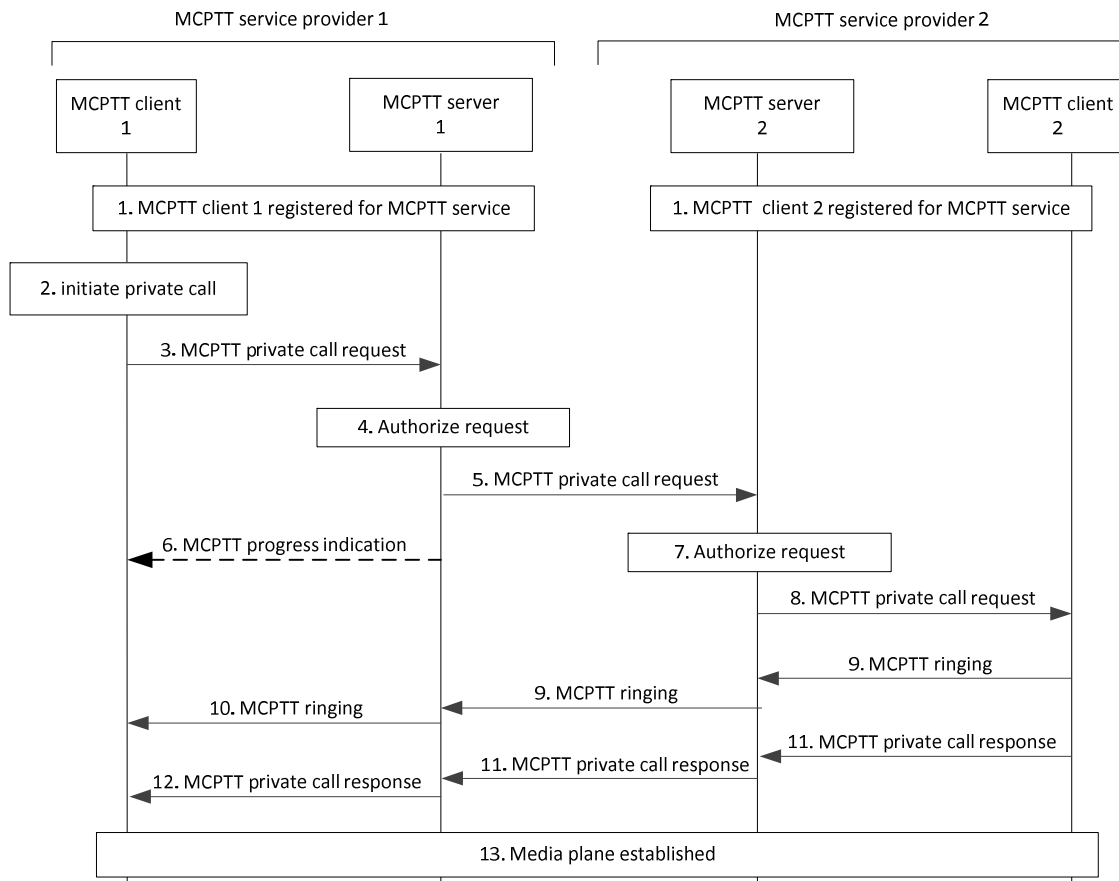 MCPTT service provider 1
MCPTT service provider 2
MCPTT client
1
MCPTT server
1
MCPTT server
2
MCPTT client
2
1. MCPTT client 1 registered for MCPTT service
1. MCPTT client 2 registered for MCPTT service
2. initiate private call
3. MCPTT private call request
4. Authorize request
5. MCPTT private call request
6. MCPTT progress indication
7. Authorize request
8. MCPTT private call request
9. MCPTT ringing
9. MCPTT ringing
10. MCPTT ringing
11. MCPTT private call response
11. MCPTT private call response
12. MCPTT private call response
13. Media plane established